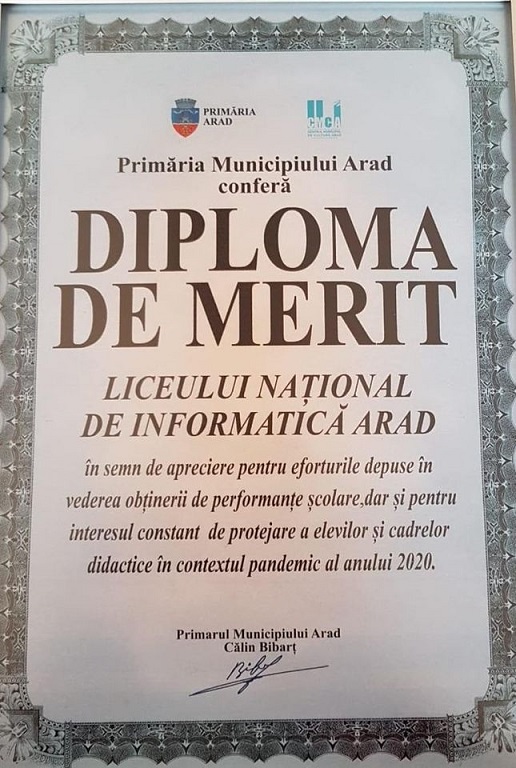 PRIMĂRIA
ARAD
CMCA
Primăria Municipiului Arad
conferă
DIPLOMA
DE MERIT
LICEULUI NAȚIONAL
DE INFORMATICĂ ARAD
în semn de apreciere pentru eforturile depuse în
vederea obținerii de performanțe școlare,dar și pentru
interesul constant de protejare a elevilor și cadrelor
didactice în contextul pandemic al anului 2020.
Primarul Municipiului Arad
Călin Bibarț